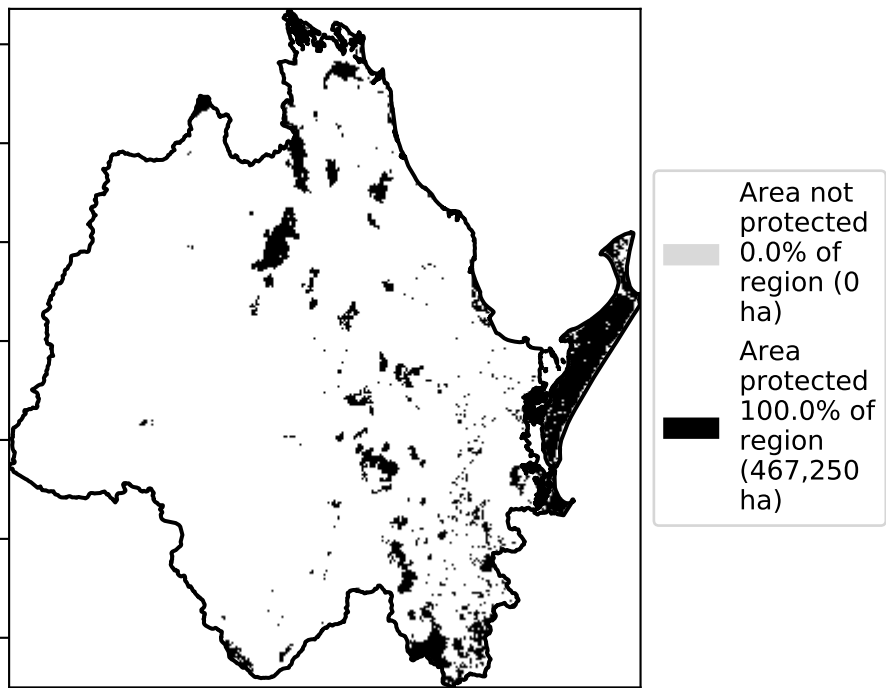 Area not
protected
0.0% of
region (0
ha)
Area
protected
100.0% of
region
(467,250
ha)